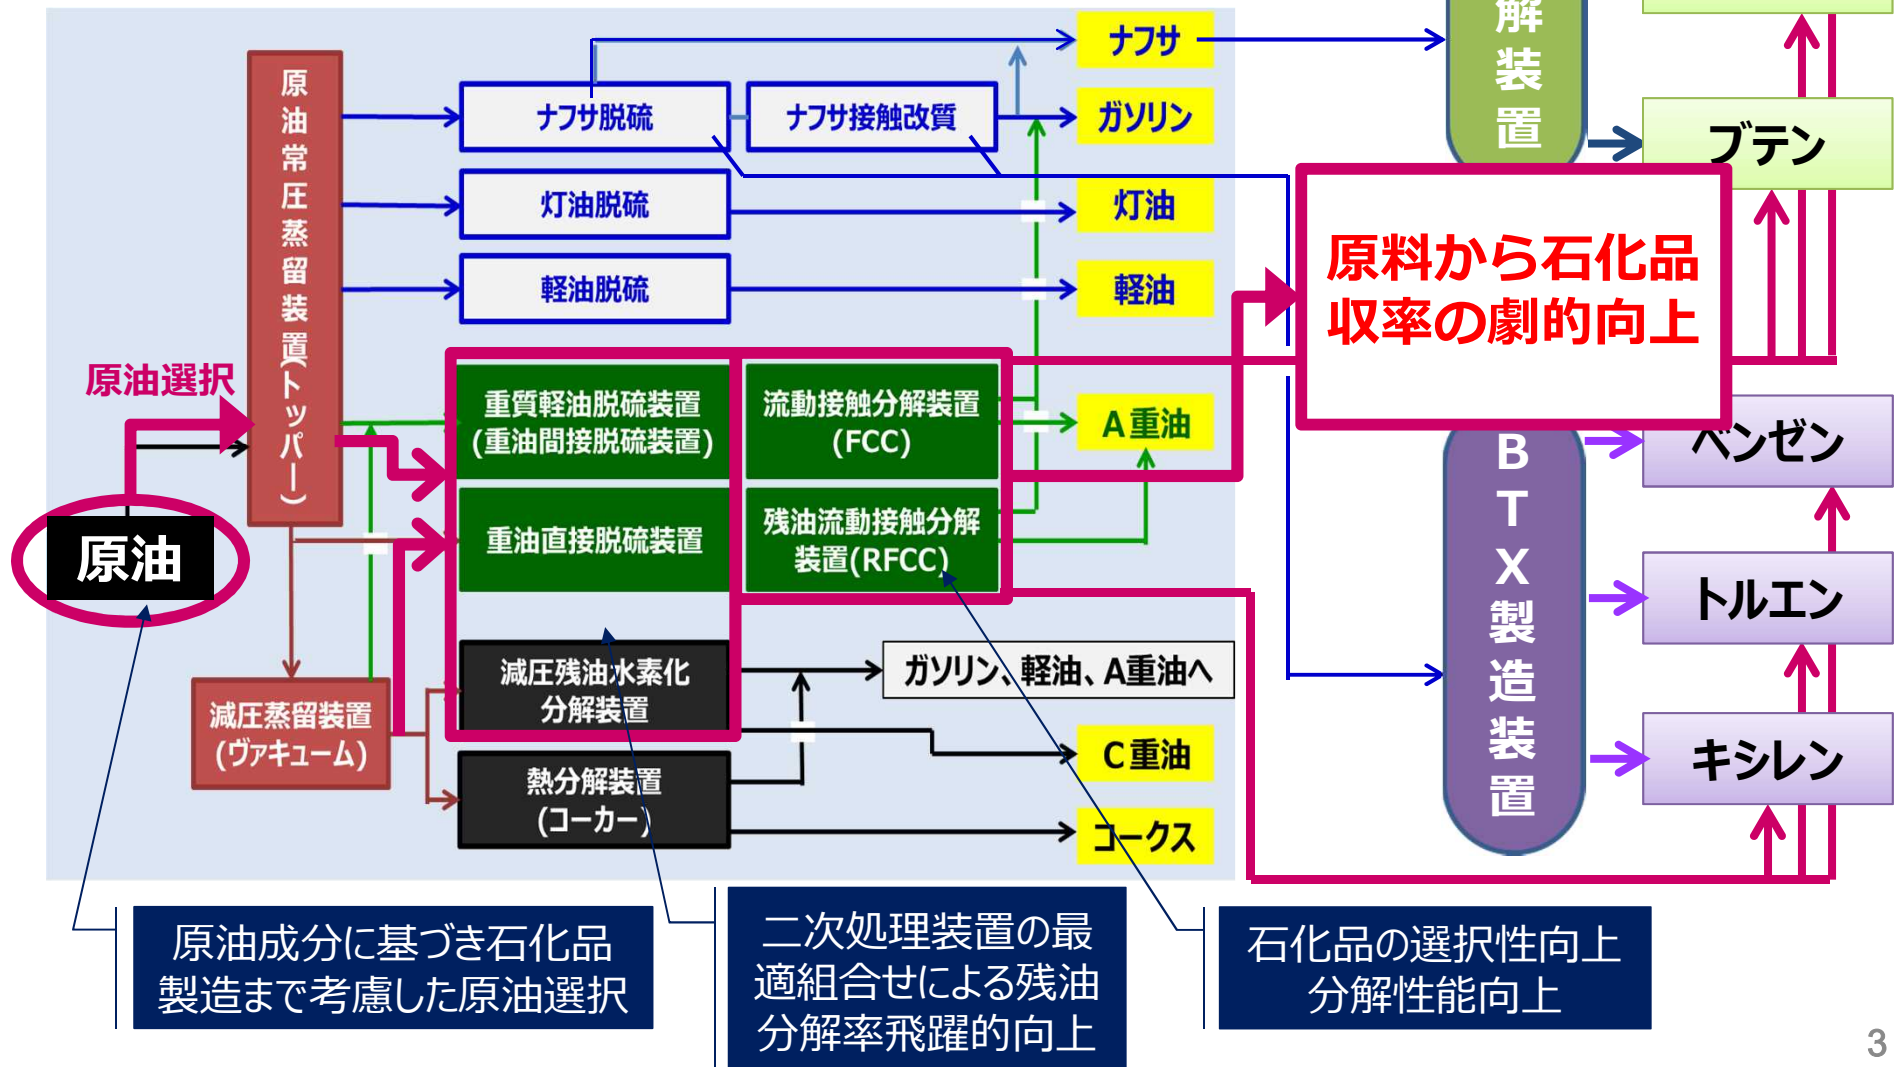 解装置
ナフサ
原油常圧蒸留装置(トッパー)
ナフサ脱硫
ナフサ接触改質
ガソリン
ブテン
灯油脱硫
灯油
軽油脱硫
軽油
原料から石化品
収率の劇的向上
原油選択
重質軽油脱硫装置
(重油間接脱硫装置)
流動接触分解装置
(FCC)
A重油
BTX製造装置
ベンゼン
原油
重油直接脱硫装置
残油流動接触分解
装置(RFCC)
トルエン
減圧蒸留装置
(ヴァキューム)
減圧残油水素化
分解装置
ガソリン、軽油、A重油へ
C重油
キシレン
熱分解装置
(コーカー)
コークス
原油成分に基づき石化品
製造まで考慮した原油選択
二次処理装置の最
適組合せによる残油
分解率飛躍的向上
石化品の選択性向上
分解性能向上
3